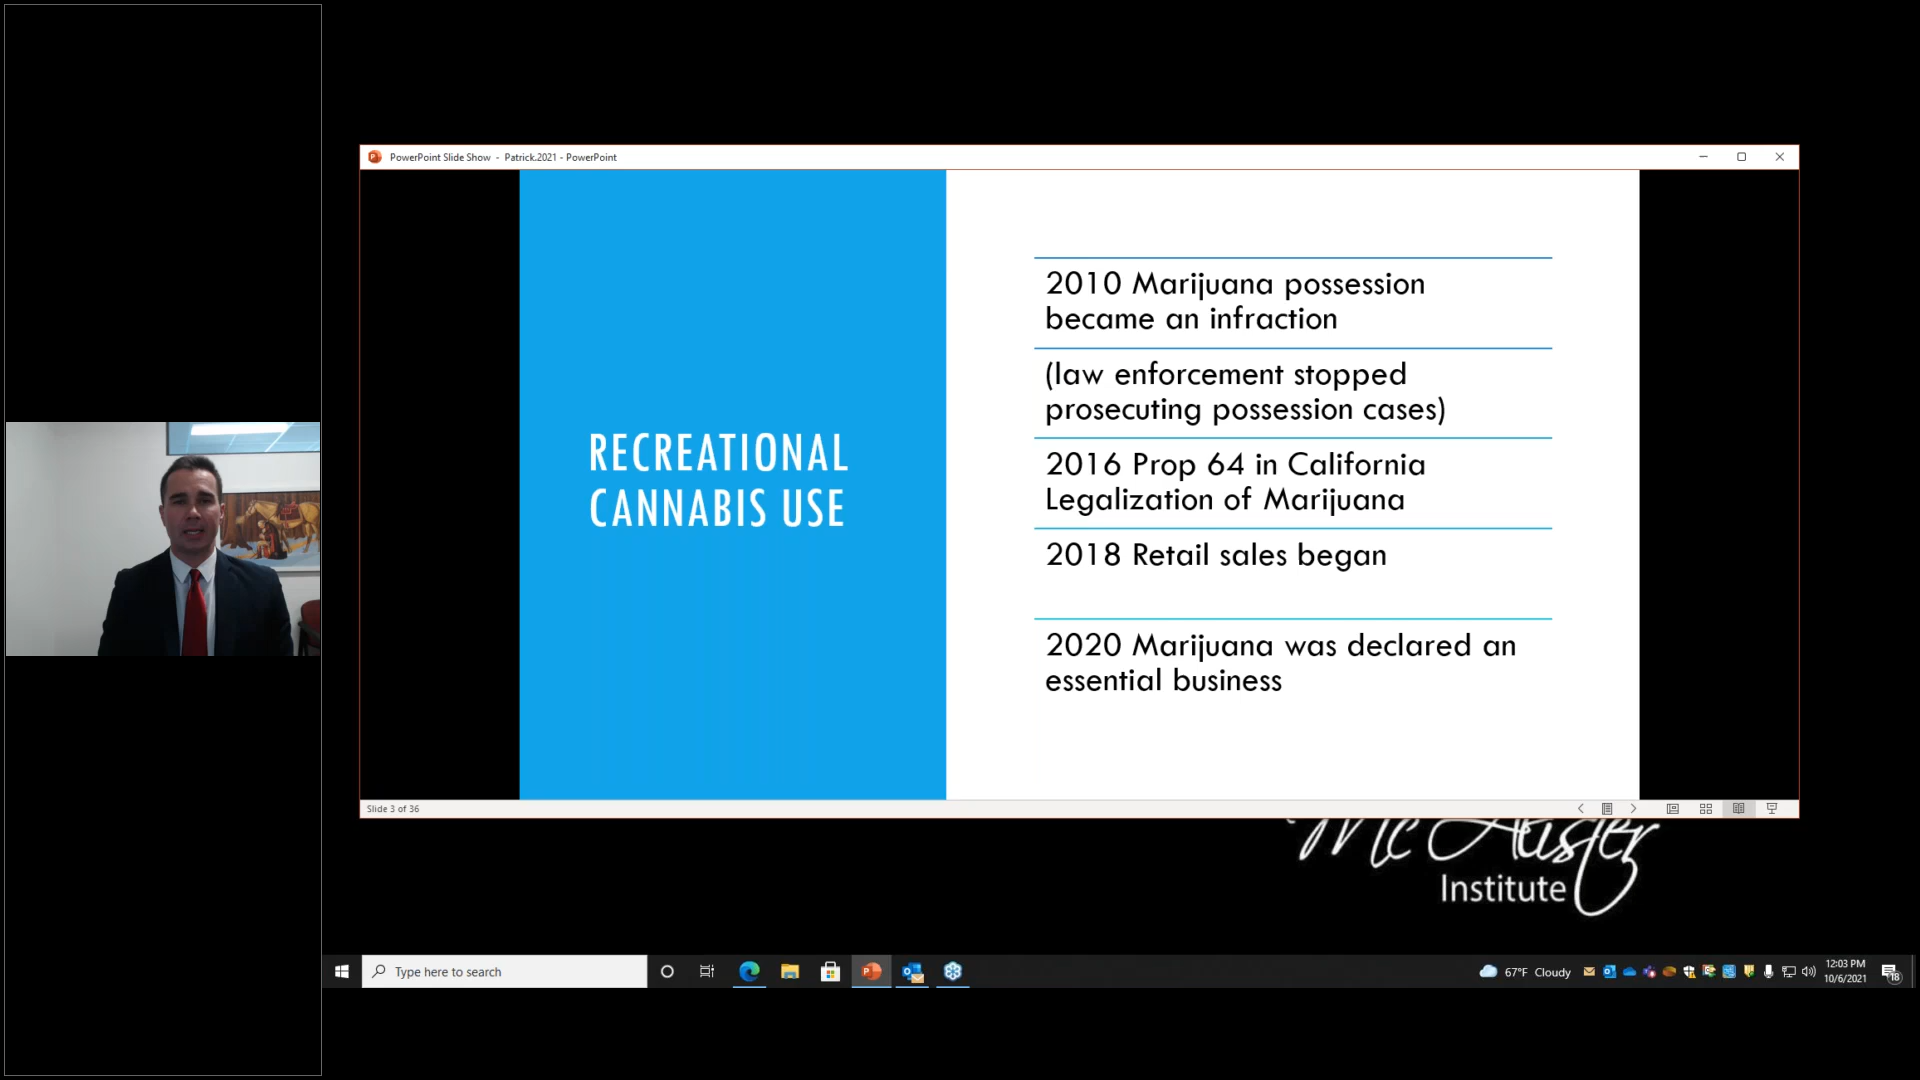 PowerPoint Slide Show - Patrick.2021 - PowerPoint
RECREATIONAL
CANNABIS USE
2010 Marijuana possession
became an infraction
(law enforcement stopped
prosecuting possession cases)
2016 Prop 64 in California
Legalization of Marijuana
2018 Retail sales began
2020 Marijuana was declared an
essential business
Slide 3 of 36
McAlister
Institute
Type here to search
67°F Cloudy
12:03 PM
10/6/2021
18